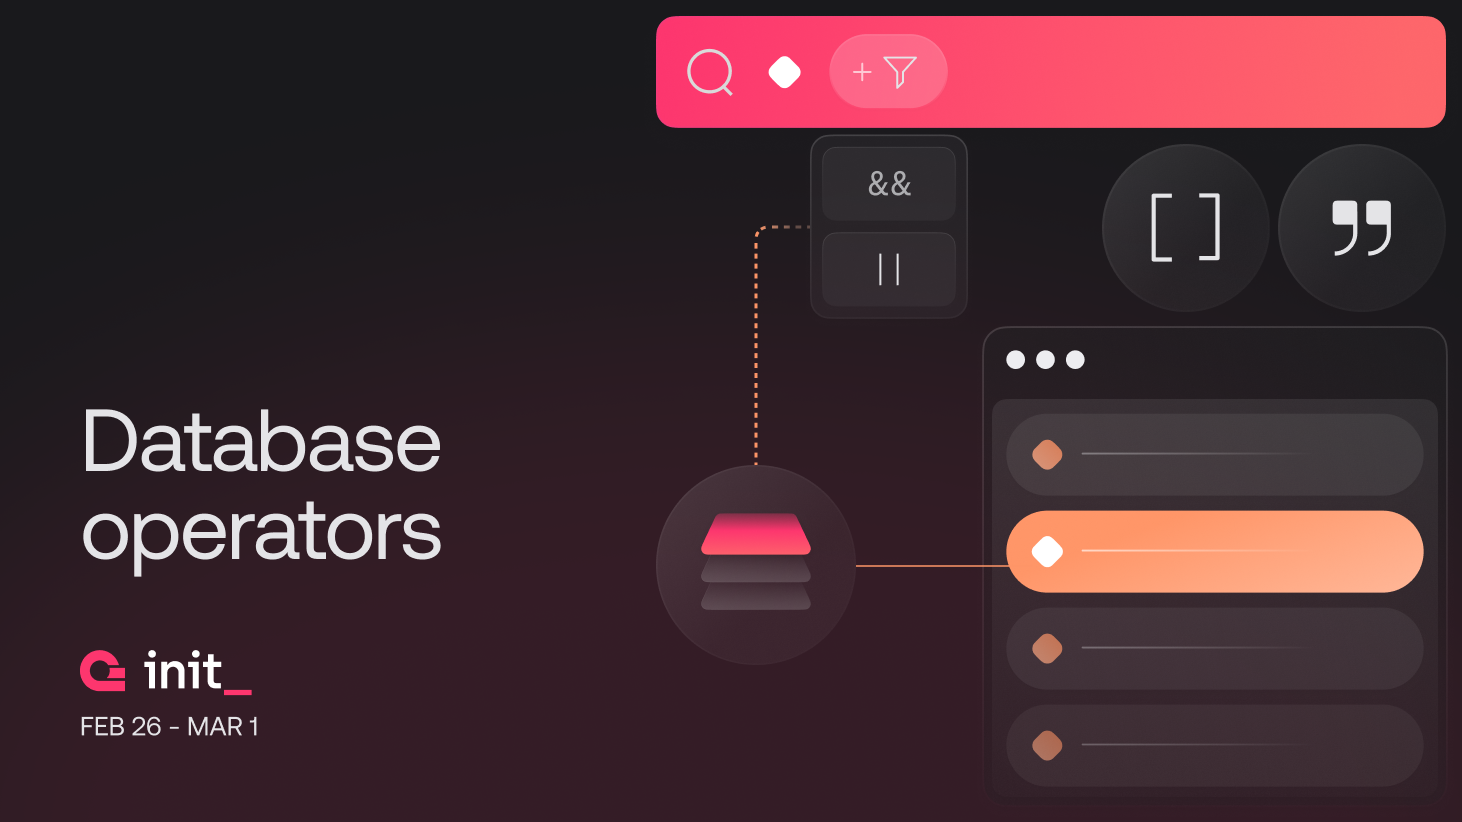 &&
||
[ ]
”
Database
operators
init_
FEB 26 - MAR 1